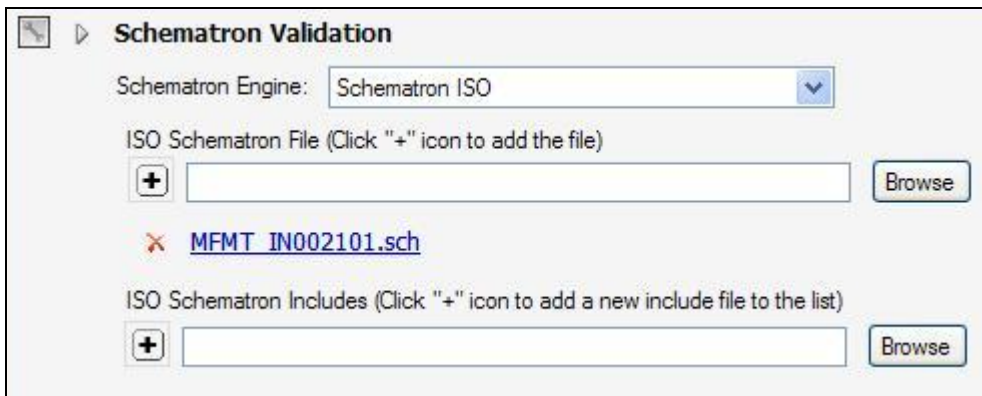 Schematron Validation
Schematron Engine: Schematron ISO
ISO Schematron File (Click "+" icon to add the file)
Browse
MFMT_IN002101.sch
ISO Schematron Includes (Click "+" icon to add a new include file to the list)
Browse